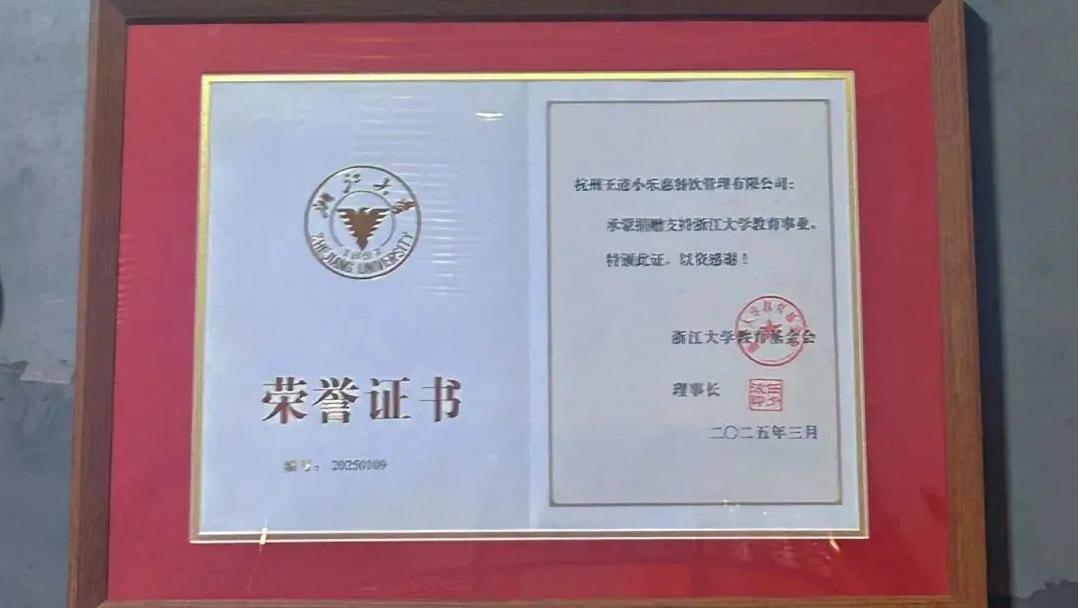 浙江大学
ZHEJIANG UNIVERSITY
1897
荣誉证书
编号：20250109
杭州王道小乐惠餐饮管理有限公司：
承蒙捐赠支持浙江大学教育事业。
特颁此证，以资感谢！
浙江大学教育基金会
理事长
二〇二五年三月